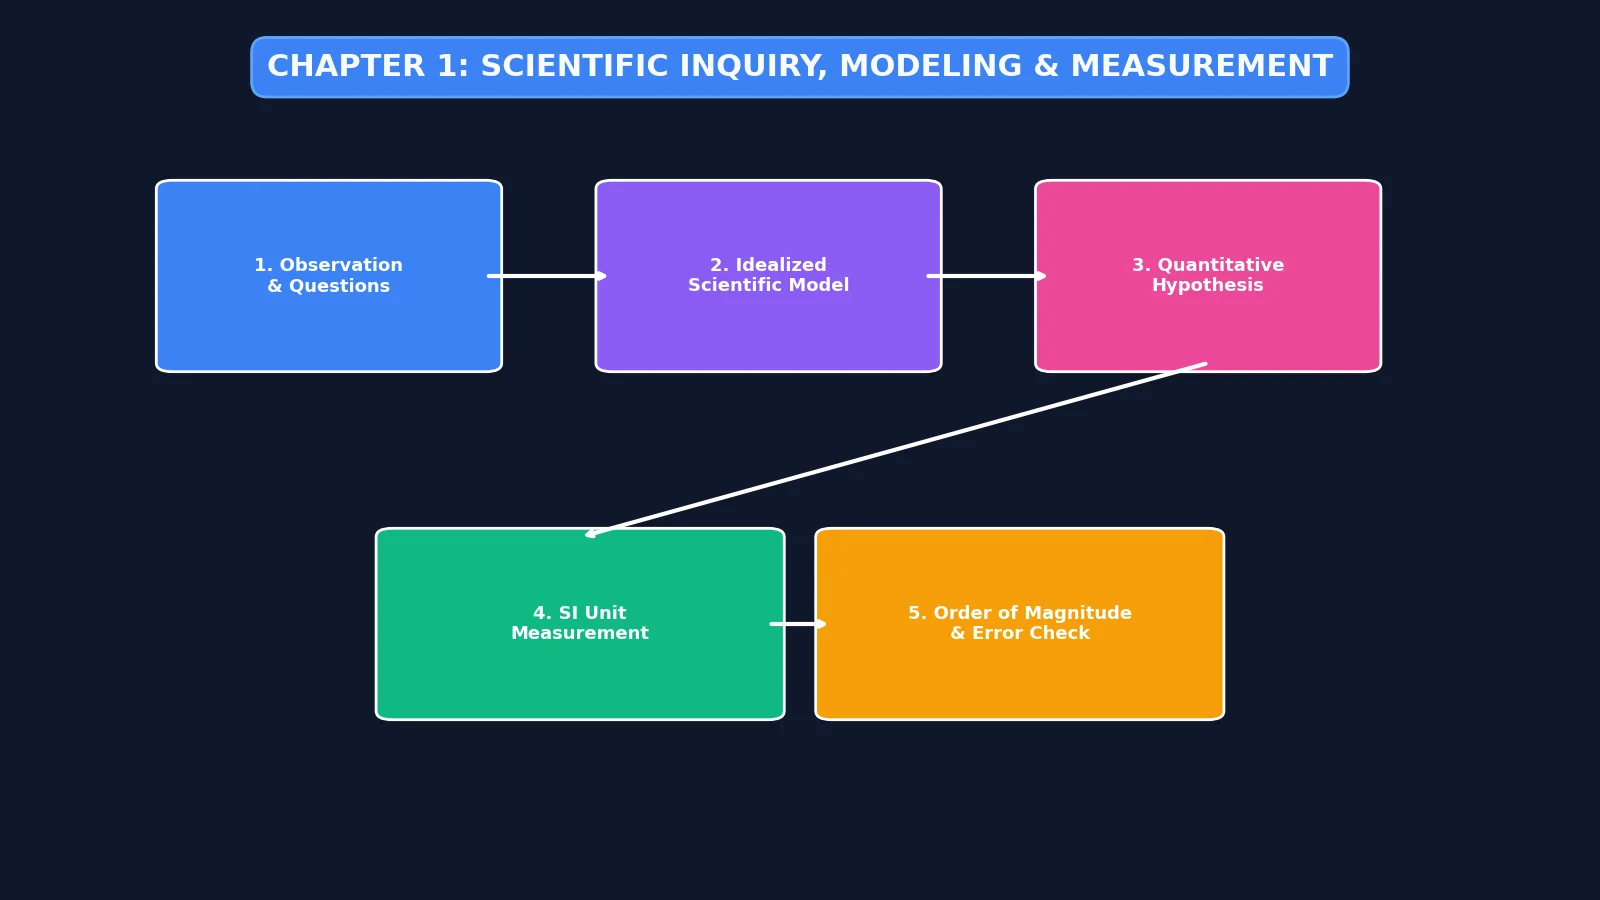 CHAPTER 1: SCIENTIFIC INQUIRY, MODELING & MEASUREMENT
1. Observation
& Questions
2. Idealized
Scientific Model
3. Quantitative
Hypothesis
4. SI Unit
Measurement
5. Order of Magnitude
& Error Check